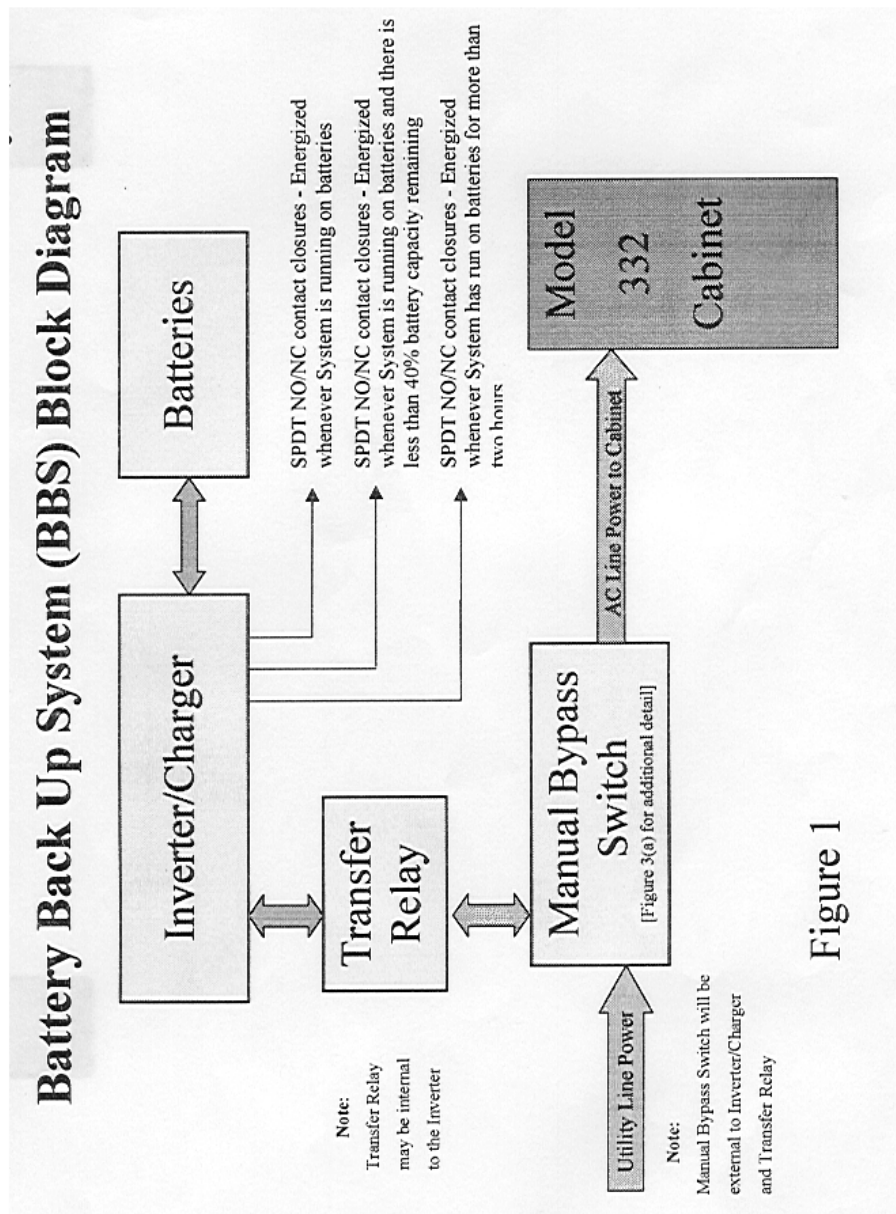 Battery Back Up System (BBS) Block Diagram
Inverter/Charger
Batteries
SPDT NO/NC contact closures - Energized
whenever System is running on batteries
SPDT NO/NC contact closures - Energized
whenever System is running on batteries and there is
less than 40% battery capacity remaining
SPDT NO/NC contact closures - Energized
whenever System has run on batteries for more than
two hours
Note:
Transfer Relay
may be internal
to the Inverter
Transfer
Relay
Utility Line Power
Manual Bypass
Switch
[Figure 3(a) for additional detail]
AC Line Power to Cabinet
Model
332
Cabinet
Note:
Manual Bypass Switch will be
external to Inverter/Charger
and Transfer Relay
Figure 1